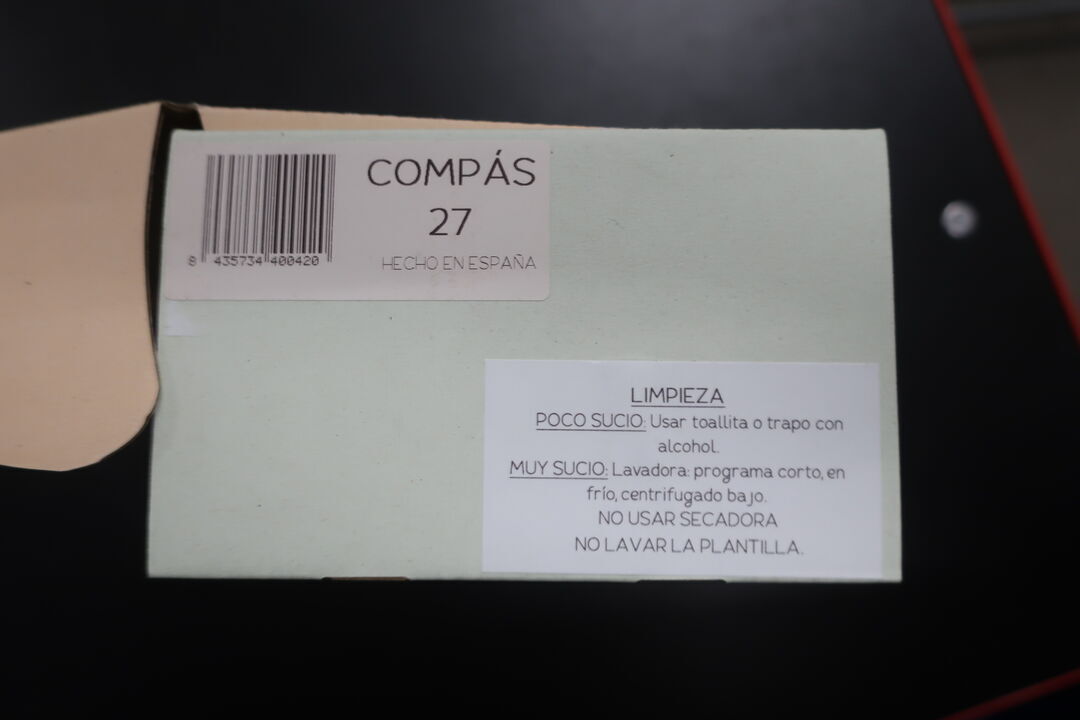 COMPÁS
27
HECHO EN ESPAÑA
8 435734 400420
LIMPIEZA
POCO SUCIO: Usar toallita o trapo con
alcohol.
MUY SUCIO: Lavadora: programa corto, en
frío, centrifugado bajo.
NO USAR SECADORA
NO LAVAR LA PLANTILLA.